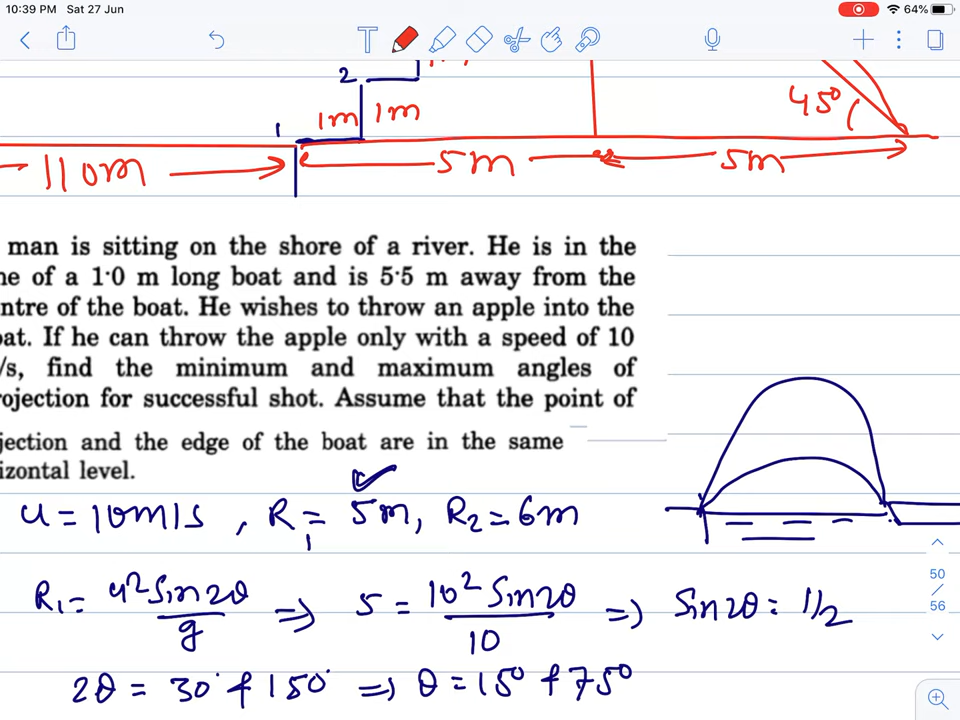 10:39 PM Sat 27 Jun
64%
T
2
1m 1m
45°
1
110m
5m
5m
man is sitting on the shore of a river. He is in the
ne of a 1·0 m long boat and is 5·5 m away from the
ntre of the boat. He wishes to throw an apple into the
oat. If he can throw the apple only with a speed of 10
/s, find the minimum and maximum angles of
rojection for successful shot. Assume that the point of
jection and the edge of the boat are in the same
izontal level.
u = 10m/s , R₁ = 5m, R₂ = 6m
R₁ = u² Sin2θ / g ⇒ 5 = 10² Sin2θ / 10 ⇒ Sin2θ = 1/2
2θ = 30° & 150° ⇒ θ = 15° & 75°
50
/
56